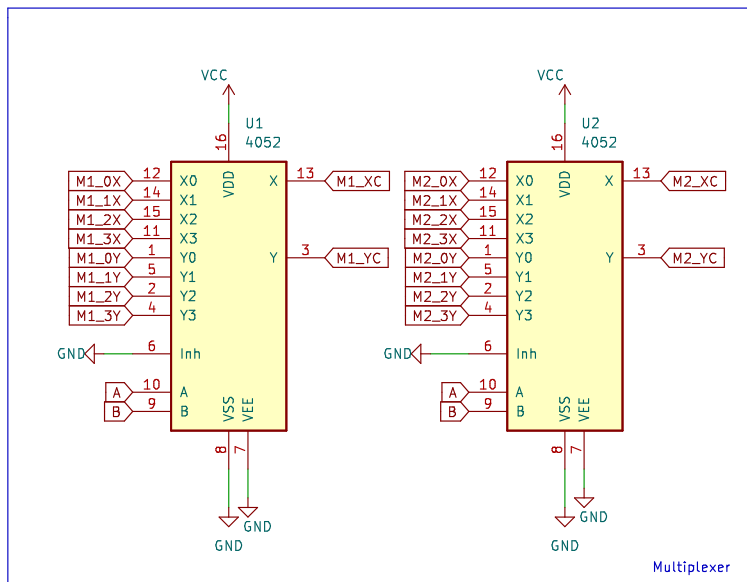 VCC
16
U1
4052
M1_0X 12 X0
M1_1X 14 X1
M1_2X 15 X2
M1_3X 11 X3
M1_0Y 1 Y0
M1_1Y 5 Y1
M1_2Y 2 Y2
M1_3Y 4 Y3
VDD
X 13 M1_XC
Y 3 M1_YC
GND 6 Inh
A 10 A
B 9 B
VSS VEE
8 7
GND
GND
VCC
16
U2
4052
M2_0X 12 X0
M2_1X 14 X1
M2_2X 15 X2
M2_3X 11 X3
M2_0Y 1 Y0
M2_1Y 5 Y1
M2_2Y 2 Y2
M2_3Y 4 Y3
VDD
X 13 M2_XC
Y 3 M2_YC
GND 6 Inh
A 10 A
B 9 B
VSS VEE
8 7
GND
GND
Multiplexer